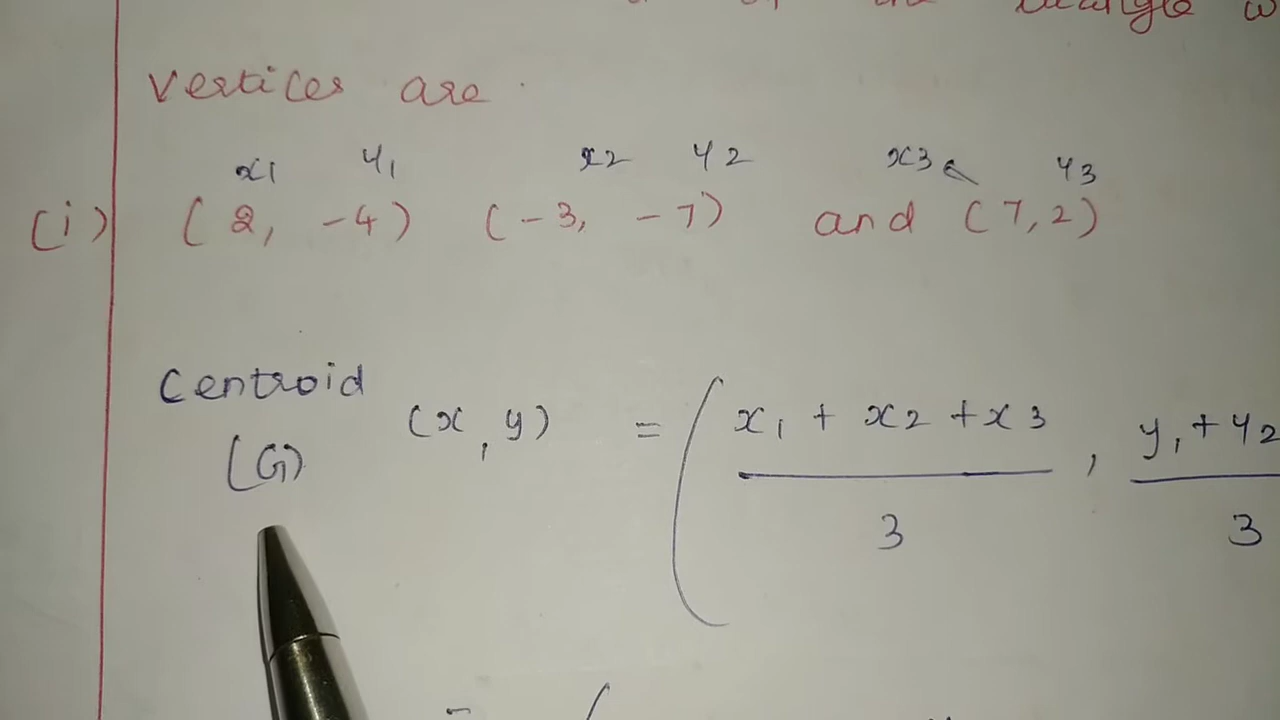 vertices are
x1 y1 x2 y2 x3 y3
(i) (2, -4) (-3, -7) and (7,2)
Centroid (x, y) = ( x1 + x2 + x3 / 3 , y1 + y2 / 3
(G)